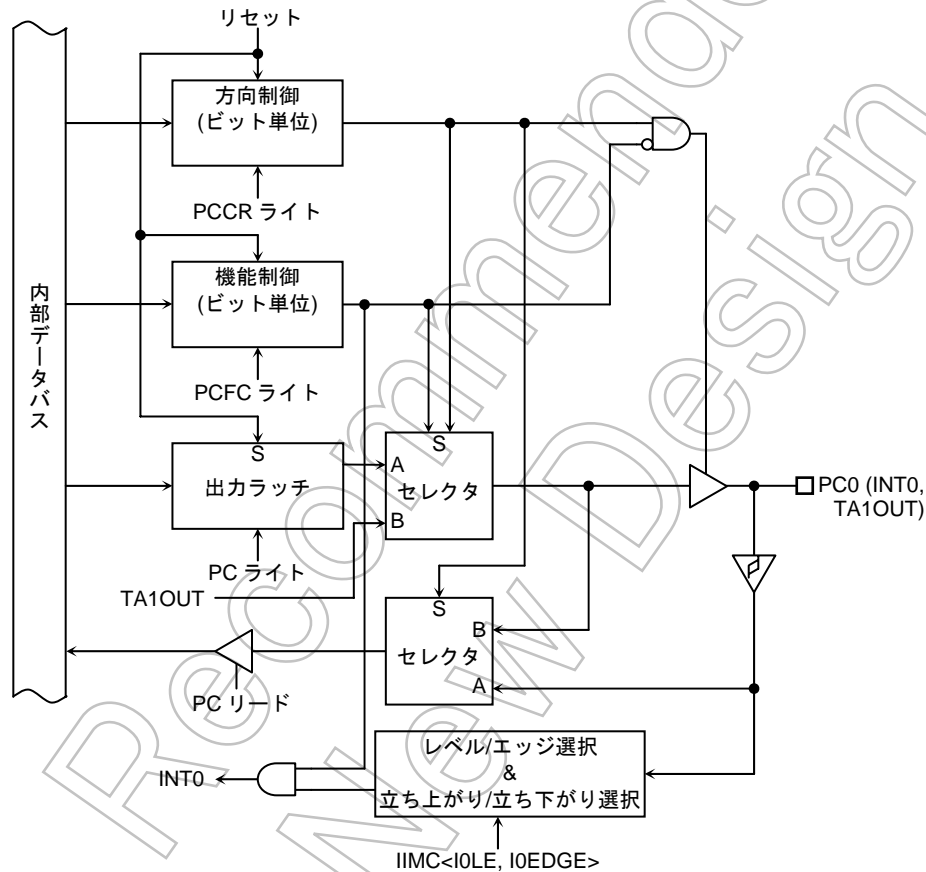 リセット
方向制御
(ビット単位)
PCCR ライト
機能制御
(ビット単位)
内部データバス
PCFC ライト
S
出力ラッチ
S
A
セレクタ
B
PC0 (INT0,
TA1OUT)
PC ライト
TA1OUT
S
B
セレクタ
A
PC リード
レベル/エッジ選択
&
立ち上がり/立ち下がり選択
INT0
IIMC<I0LE, I0EDGE>
Recommended
New Design